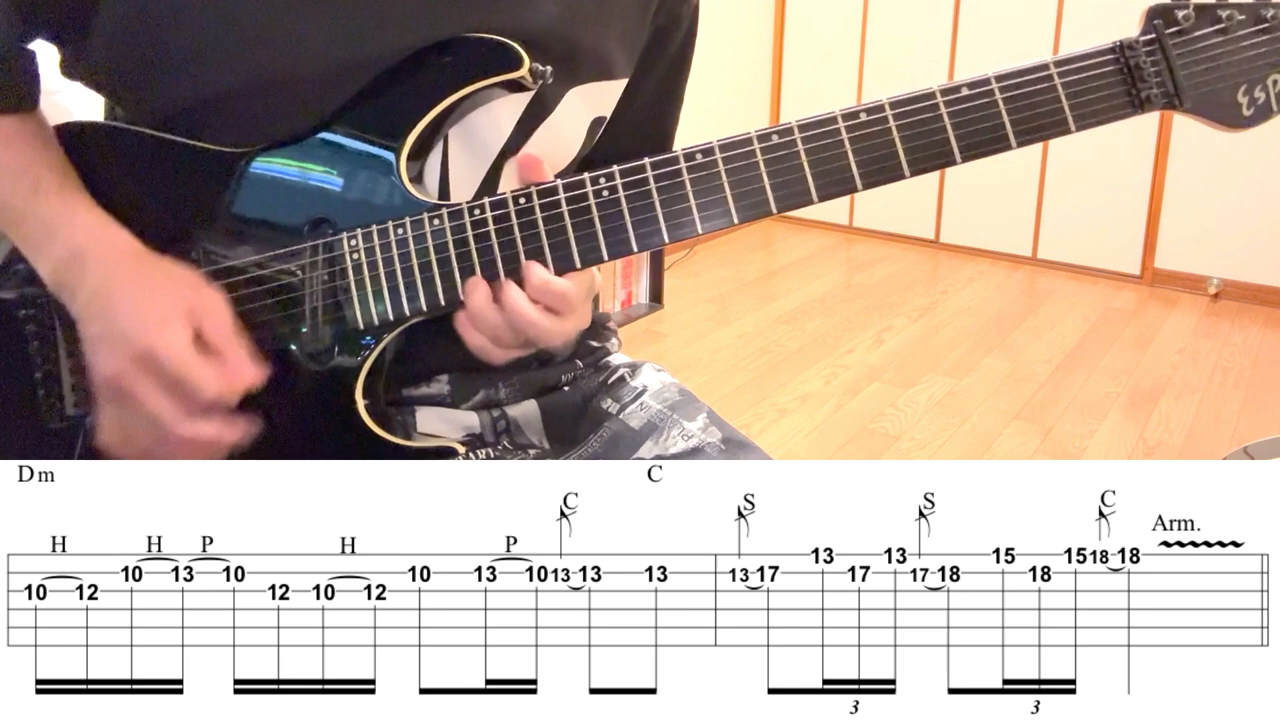 ESP
Dm C
C S S C
Arm.
H H P H P
13 13 15 15 18 18
10 13 10 10 13 10 13 13 13 13 17 17 17 18 18
10 12 12 10 12
3 3